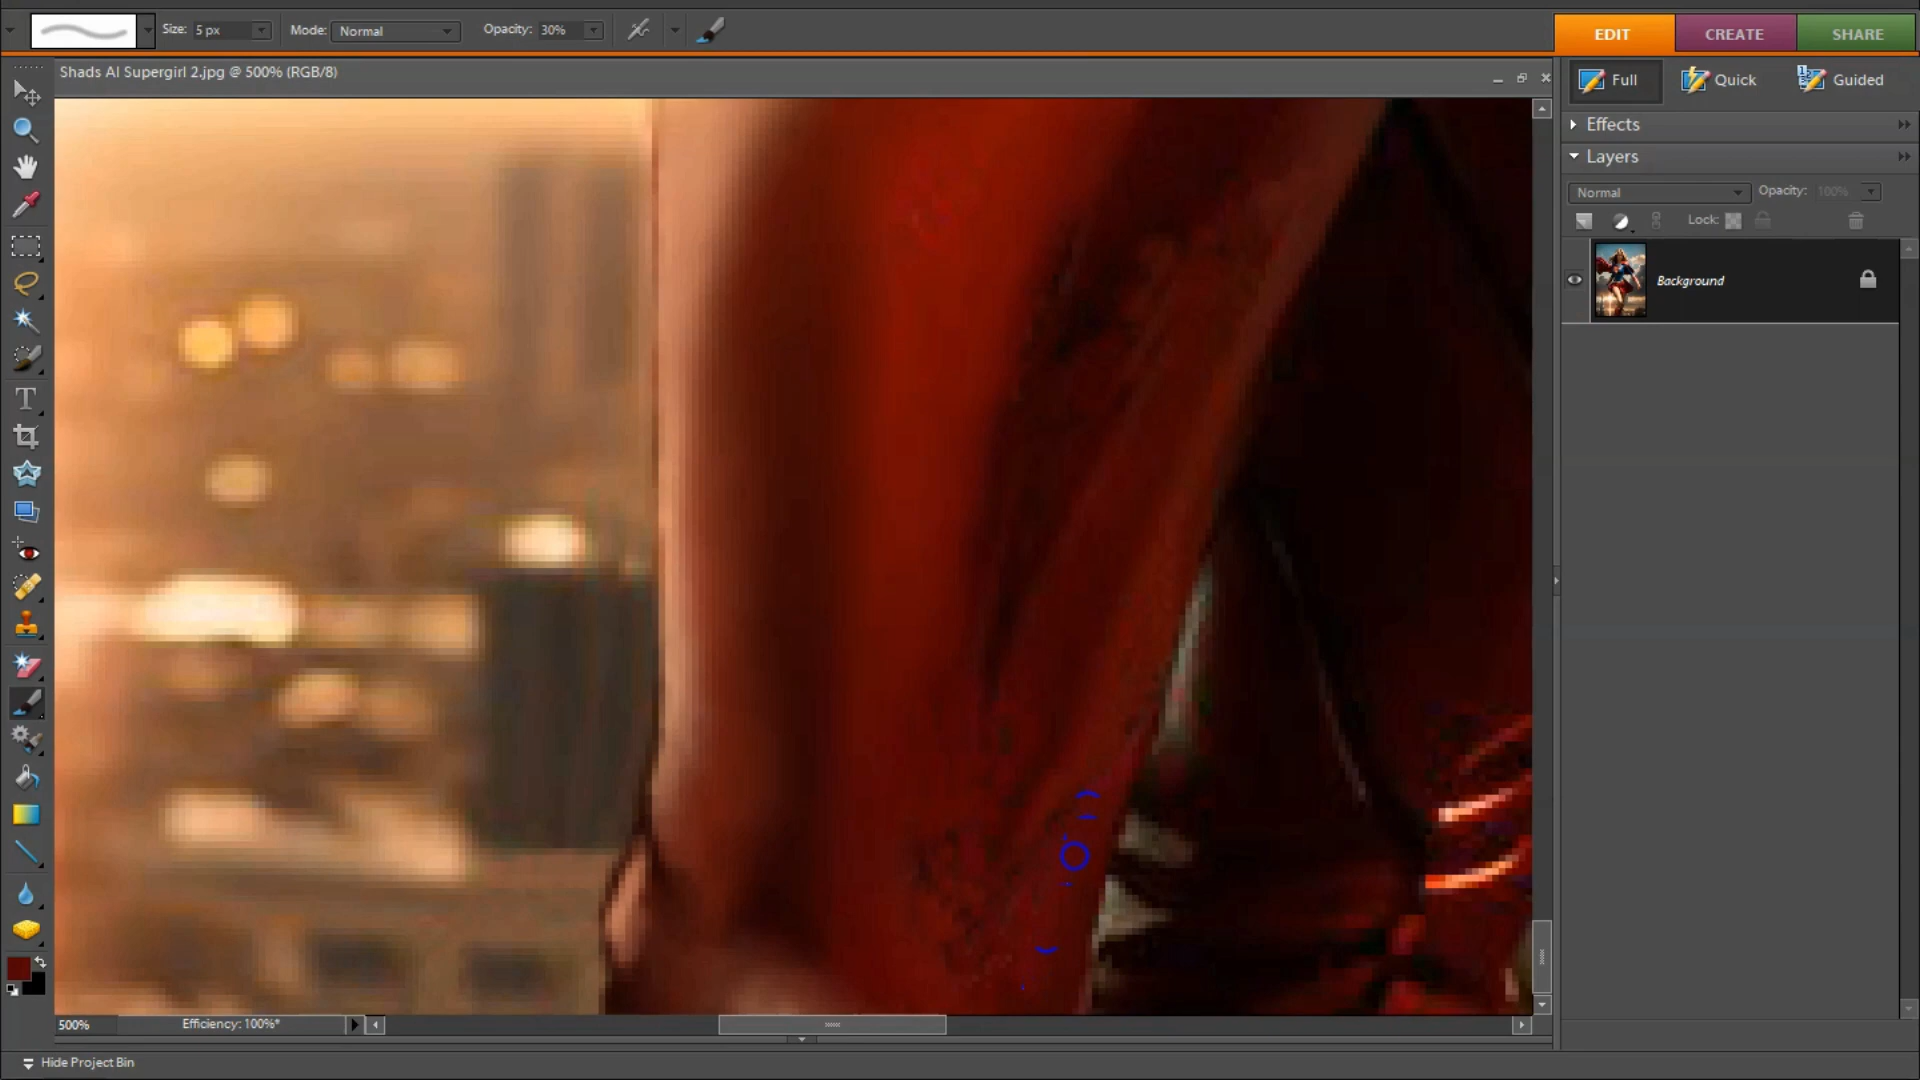 Size: 5 px Mode: Normal Opacity: 30%
EDIT CREATE SHARE
Shads AI Supergirl 2.jpg @ 500% (RGB/8)
Full Quick Guided
Effects
Layers
Normal Opacity: 100%
Lock:
Background
500% Efficiency: 100%*
Hide Project Bin